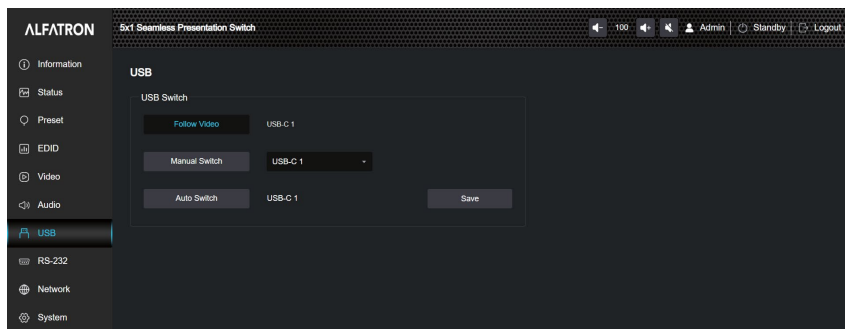 ALFATRON
5x1 Seamless Presentation Switch
100
Admin
Standby
Logout
Information
Status
Preset
EDID
Video
Audio
USB
RS-232
Network
System
USB
USB Switch
Follow Video USB-C 1
Manual Switch USB-C 1
Auto Switch USB-C 1 Save